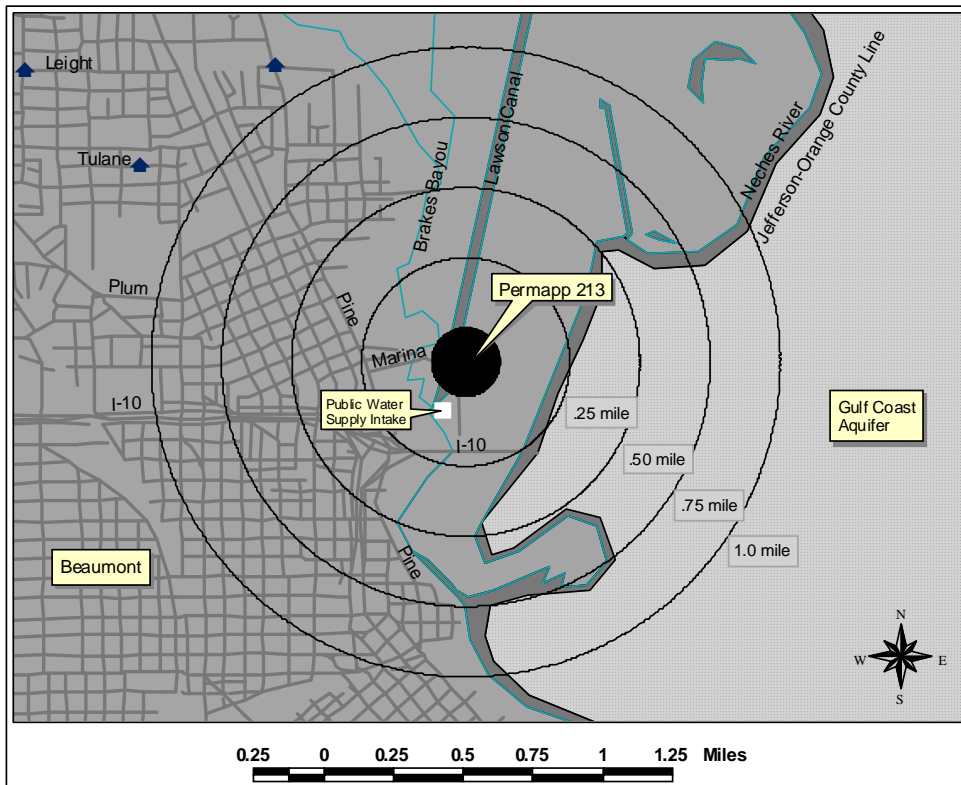 Leight
Tulane
Brakes Bayou
Lawson Canal
Neches River
Jefferson-Orange County Line
Plum
Pine
Permapp 213
Marina
I-10
Public Water
Supply Intake
I-10
.25 mile
Gulf Coast
Aquifer
.50 mile
.75 mile
1.0 mile
Beaumont
Pine
N
W
E
S
0.25 0 0.25 0.5 0.75 1 1.25 Miles